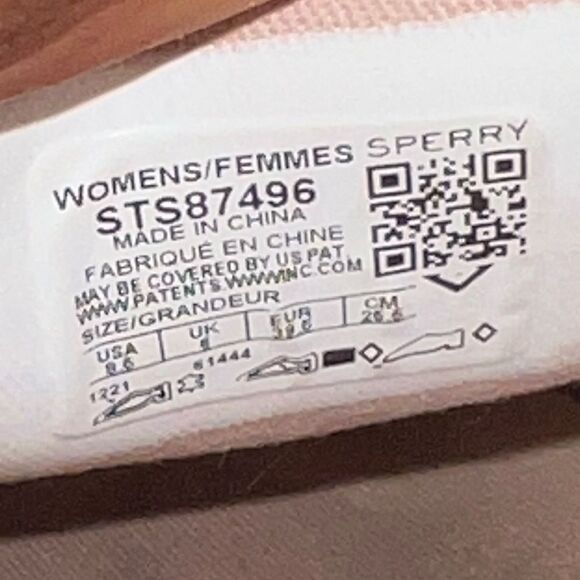 WOMENS/FEMMES SPERRY
STS87496
MADE IN CHINA
FABRIQUÉ EN CHINE
MAY BE COVERED BY US PAT.
WWW.PATENTS.WWWINC.COM
SIZE/GRANDEUR
USA UK EUR CM
1221 61444